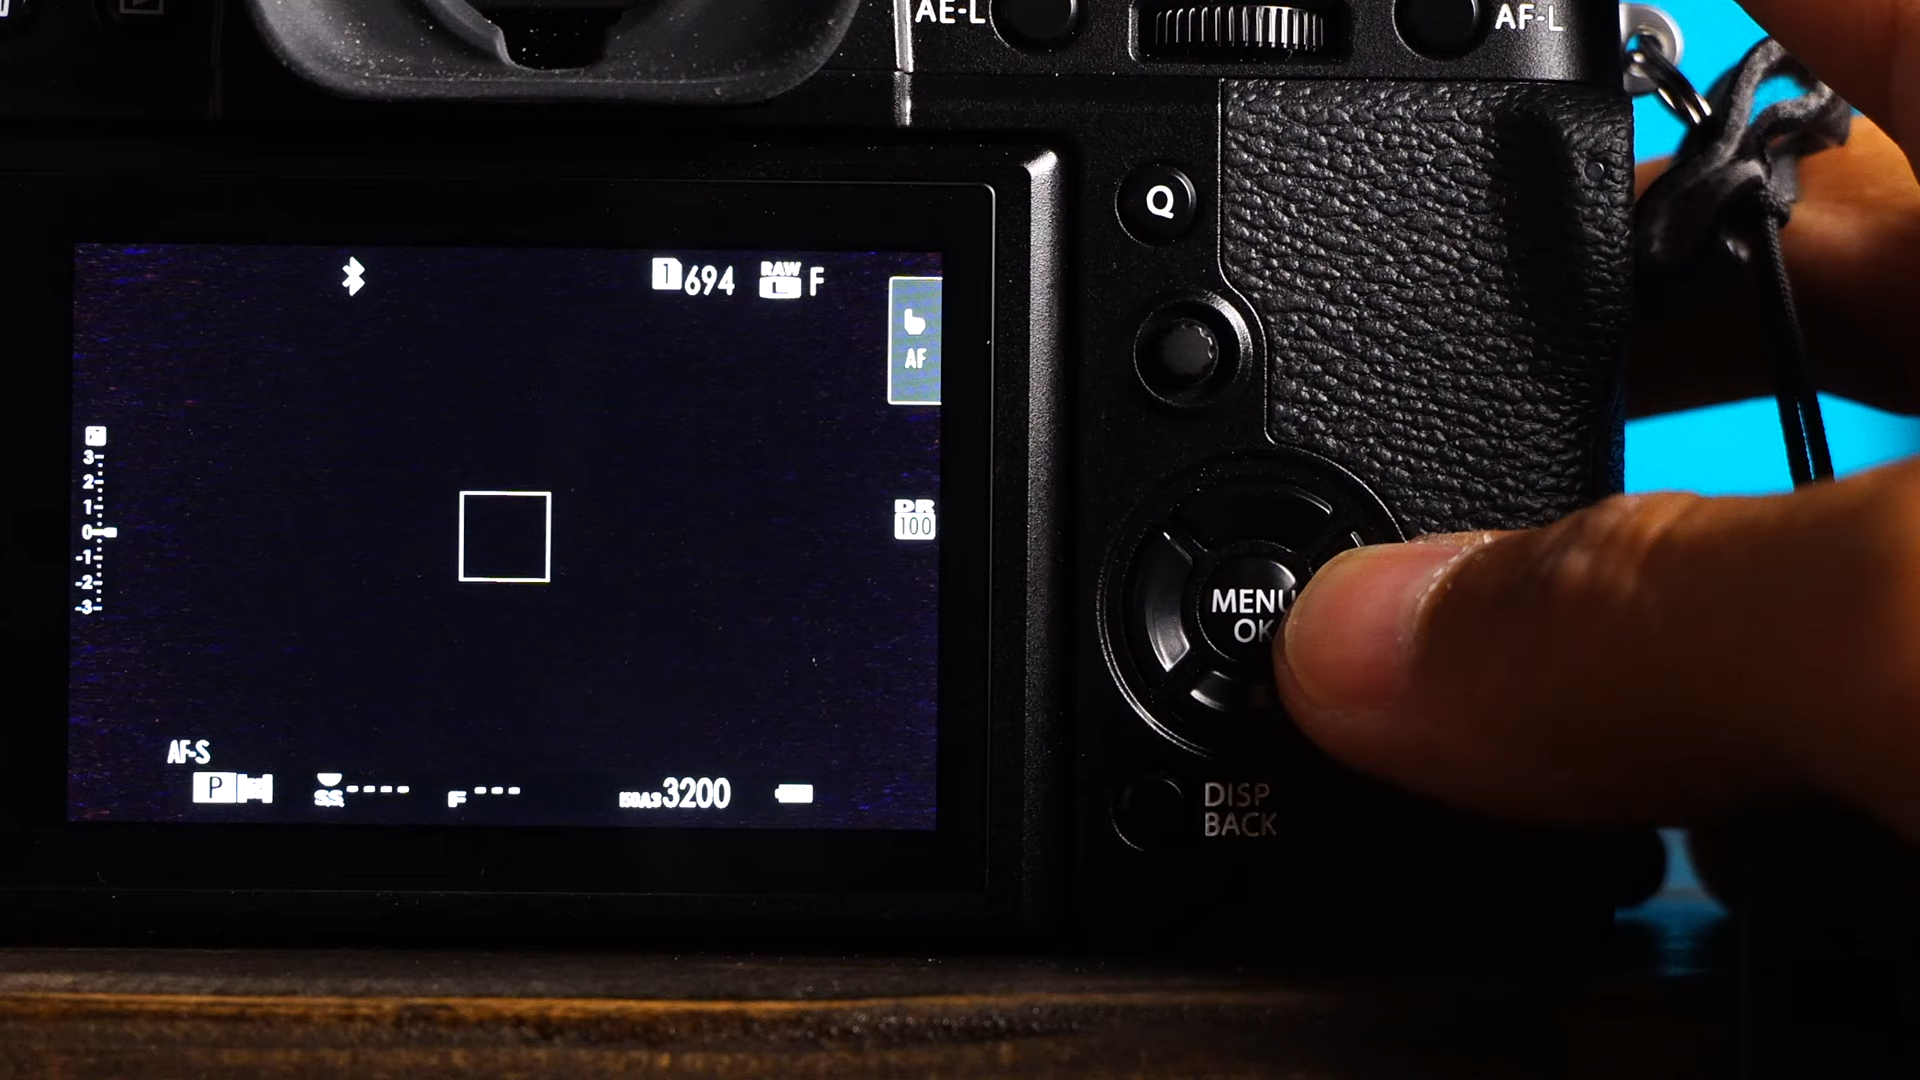 AE-L
AF-L
Q
1 694 RAW L F
AF
3
2
1
0
-1
-2
-3
DR
100
MENU
OK
AF-S
P SS ---- F --- 3200
DISP
BACK